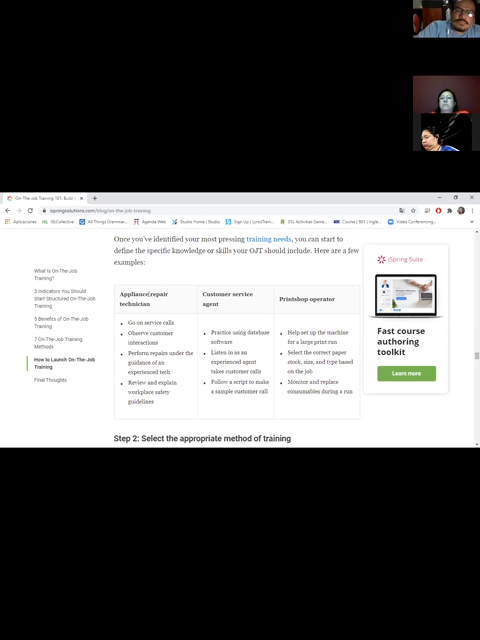 On-The-Job Training 101: Build
ispringsolutions.com/blog/on-the-job-training
Aplicaciones
ISLCollective
All Things Grammar...
Agenda Web
Studio Home | Studio
Sign Up | LyricsTrain...
ESL Activities Game...
Course | 901 | Ingle...
Video Conferencing,...
Once you've identified your most pressing training needs, you can start to
define the specific knowledge or skills your OJT should include. Here are a few
examples:
What is On-The-Job
Training?
3 Indicators You Should
Start Structured On-The-Job
Training
5 Benefits of On-The-Job
Training
7 On-The-Job Training
Methods
How to Launch On-The-Job
Training
Final Thoughts
Appliance repair
technician
Go on service calls
Observe customer
interactions
Perform repairs under the
guidance of an
experienced tech
Review and explain
workplace safety
guidelines
Customer service
agent
Practice using database
software
Listen in as an
experienced agent
takes customer calls
Follow a script to make
a sample customer call
Printshop operator
Help set up the machine
for a large print run
Select the correct paper
stock, size, and type based
on the job
Monitor and replace
consumables during a run
iSpring Suite
Fast course
authoring
toolkit
Learn more
Step 2: Select the appropriate method of training